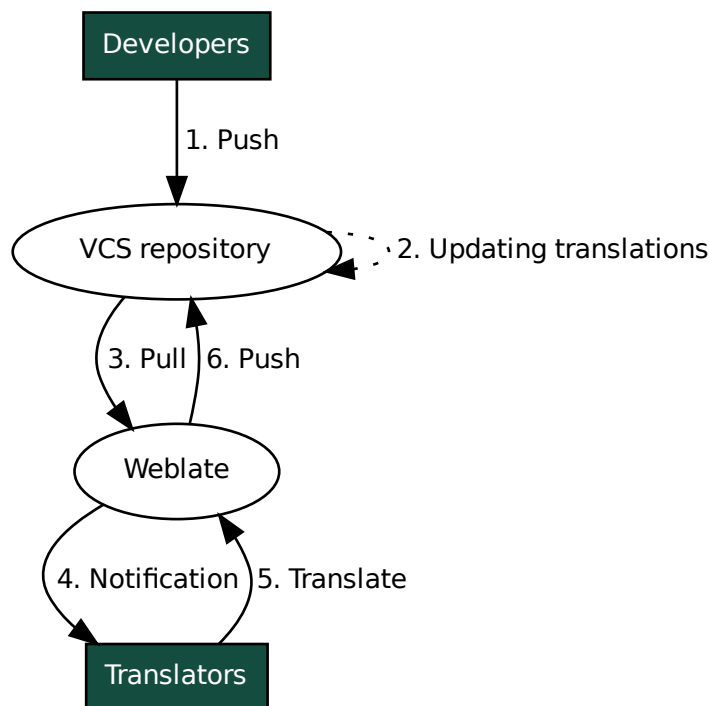 Developers
1. Push
VCS repository
2. Updating translations
3. Pull
6. Push
Weblate
4. Notification
5. Translate
Translators